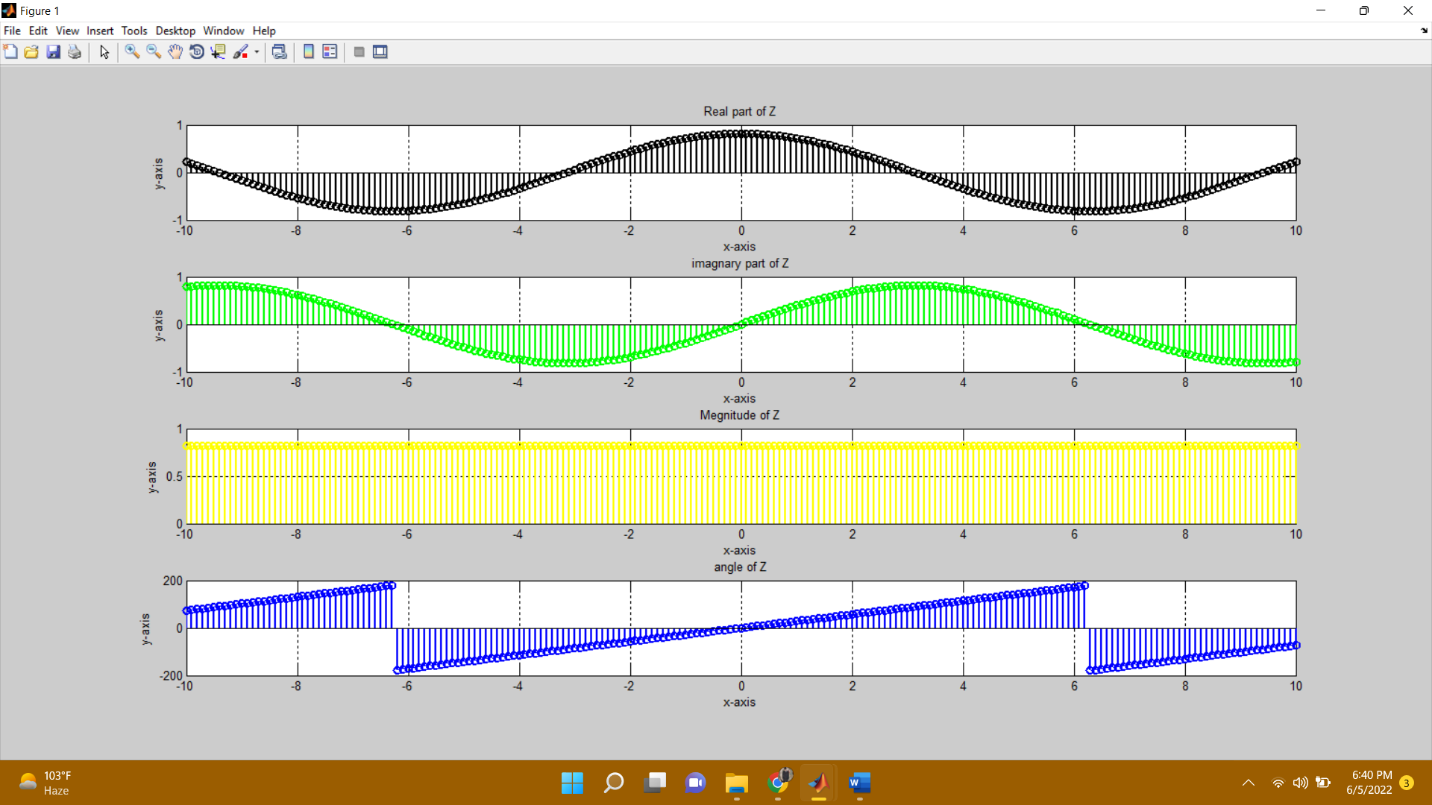 Figure 1
File Edit View Insert Tools Desktop Window Help
Real part of Z
1
0
-1
y-axis
-10 -8 -6 -4 -2 0 2 4 6 8 10
x-axis
imagnary part of Z
1
0
-1
y-axis
-10 -8 -6 -4 -2 0 2 4 6 8 10
x-axis
Megnitude of Z
1
0.5
0
y-axis
-10 -8 -6 -4 -2 0 2 4 6 8 10
x-axis
angle of Z
200
0
-200
y-axis
-10 -8 -6 -4 -2 0 2 4 6 8 10
x-axis
103°F
Haze
W
6:40 PM
6/5/2022
3